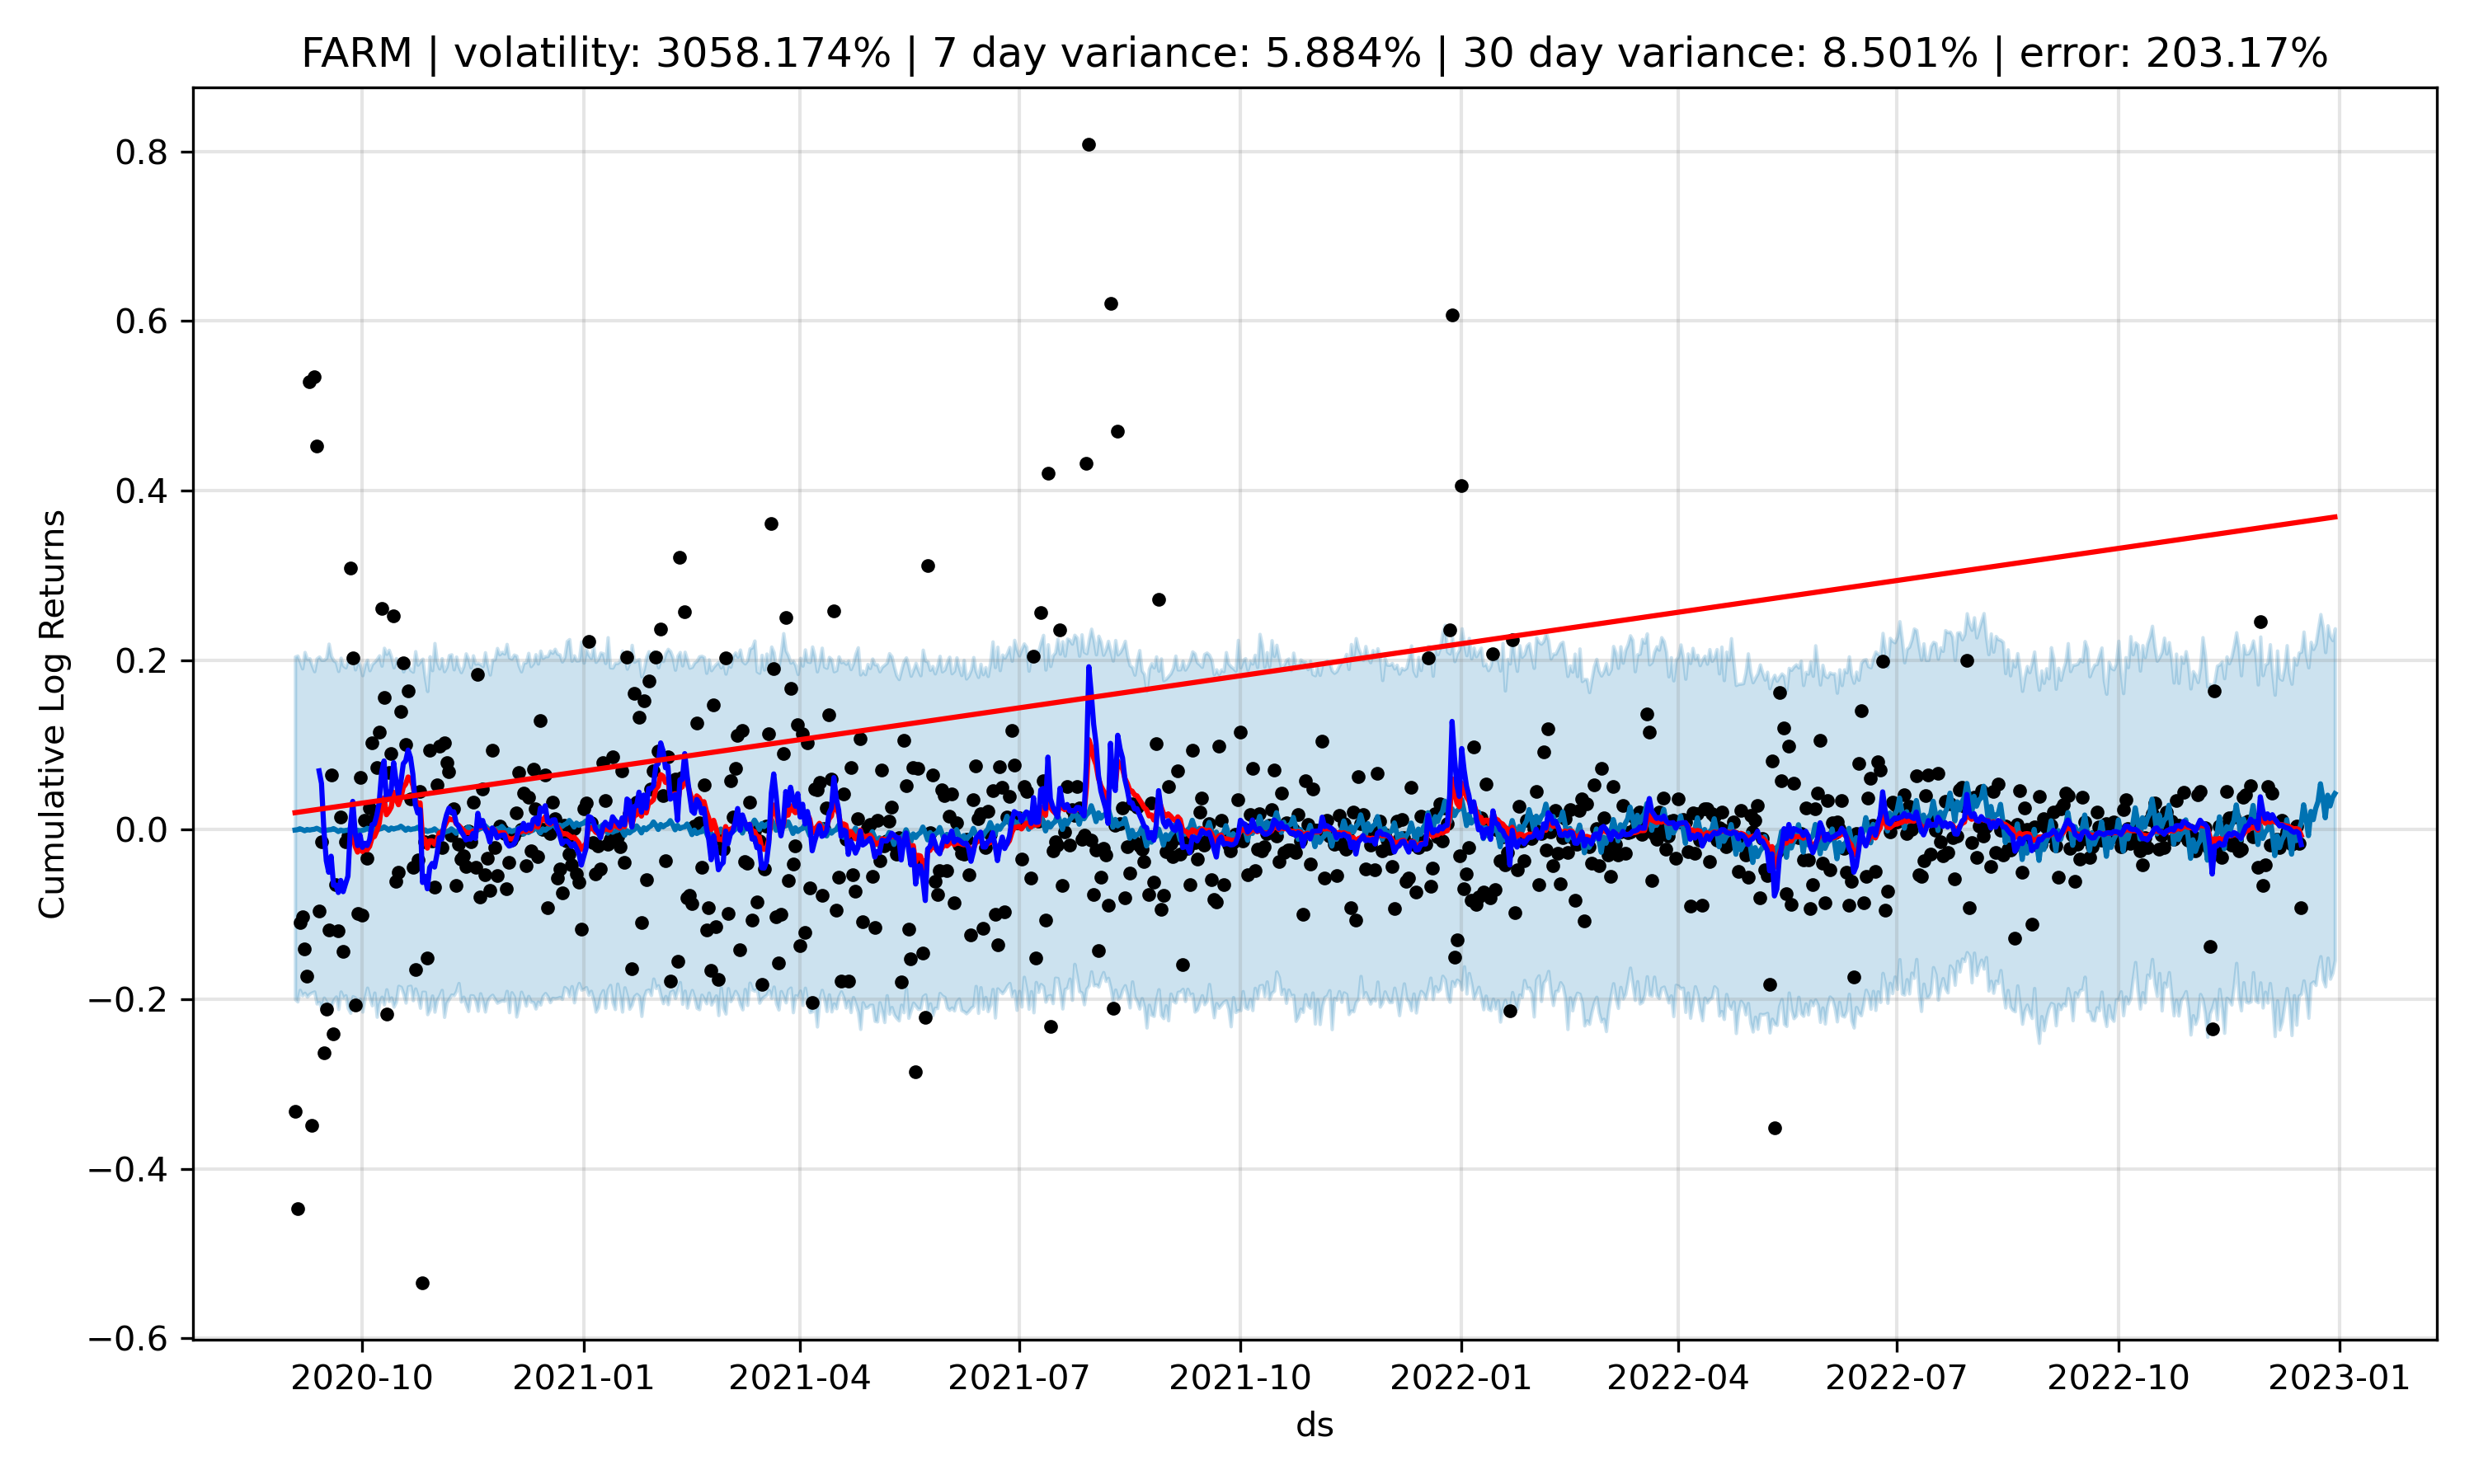 FARM | volatility: 3058.174% | 7 day variance: 5.884% | 30 day variance: 8.501% | error: 203.17%
Cumulative Log Returns
0.8
0.6
0.4
0.2
0.0
−0.2
−0.4
−0.6
2020-10 2021-01 2021-04 2021-07 2021-10 2022-01 2022-04 2022-07 2022-10 2023-01
ds